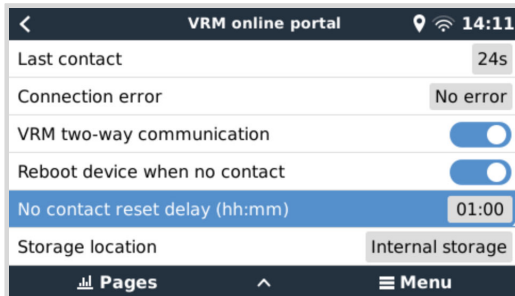 VRM online portal 14:11
Last contact 24s
Connection error No error
VRM two-way communication
Reboot device when no contact
No contact reset delay (hh:mm) 01:00
Storage location Internal storage
Pages Menu